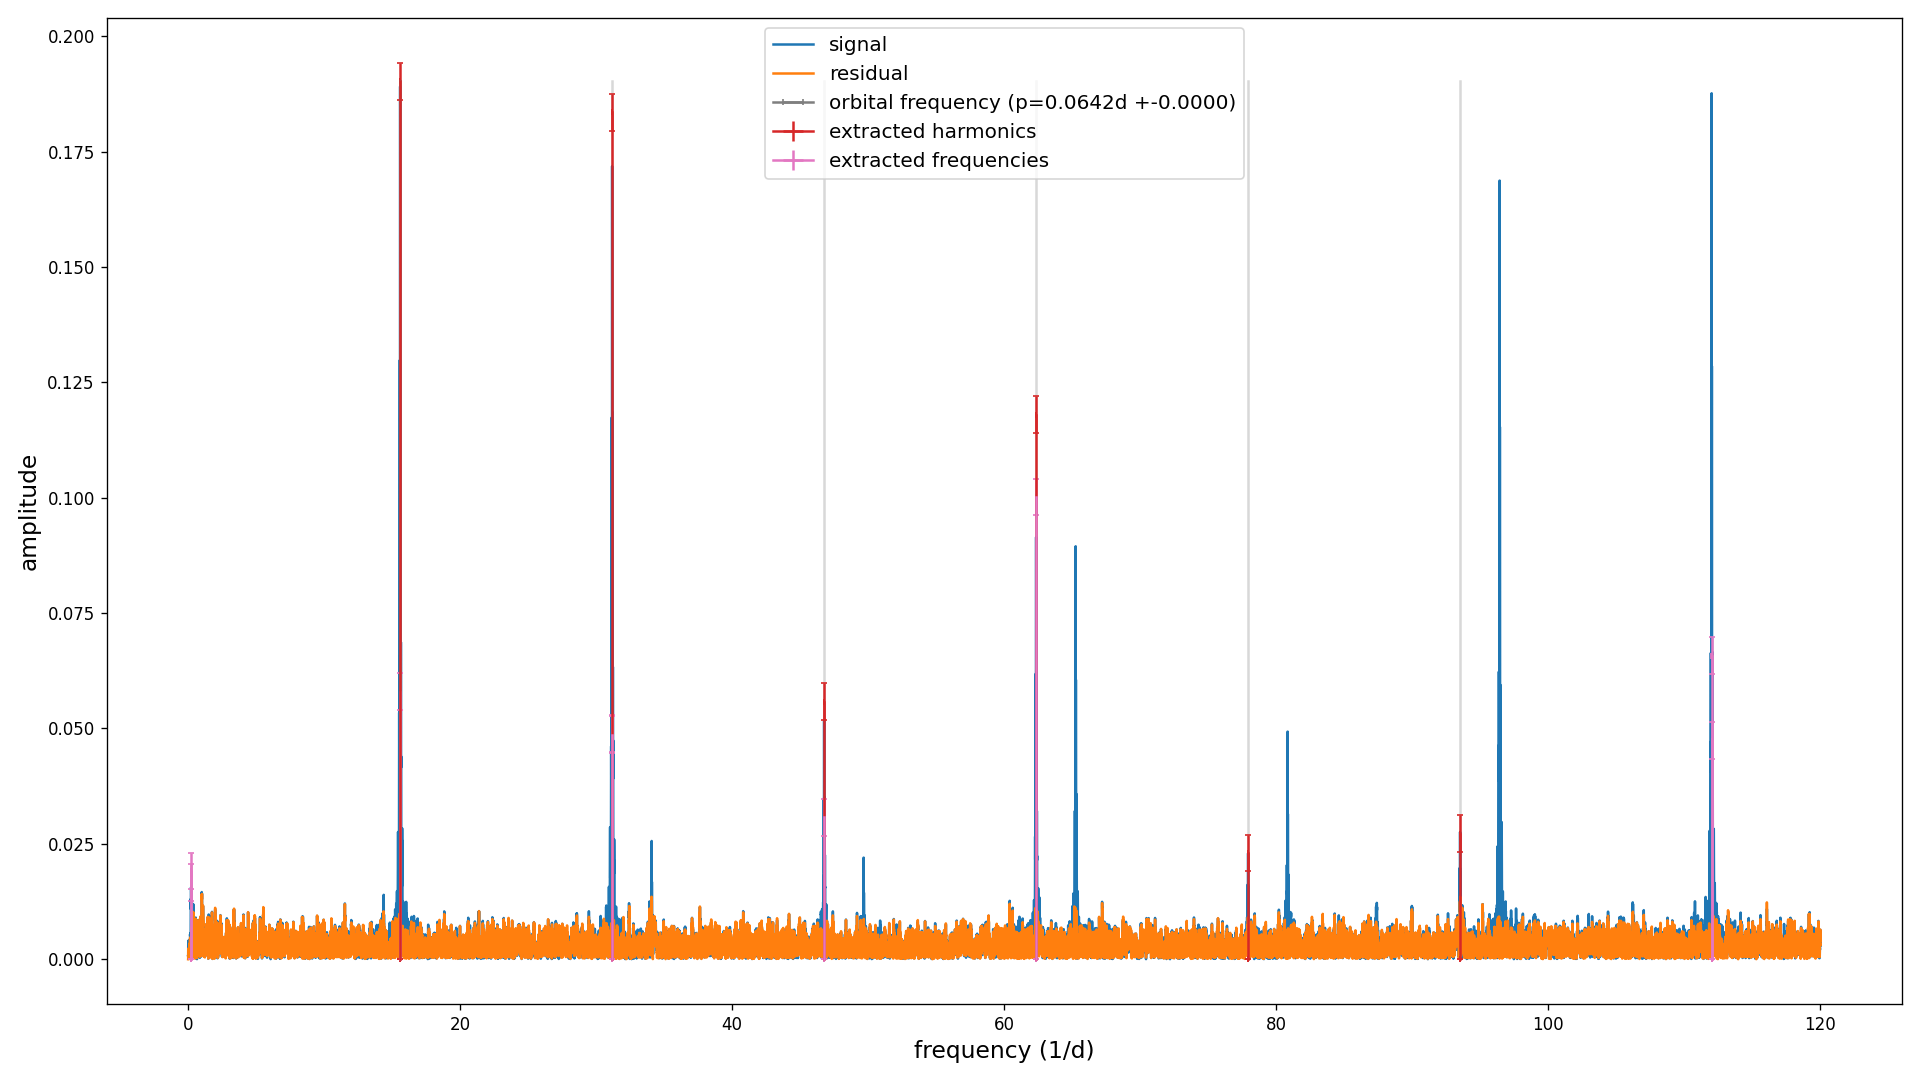 signal
residual
orbital frequency (p=0.0642d +-0.0000)
extracted harmonics
extracted frequencies
0.200
0.175
0.150
0.125
0.100
0.075
0.050
0.025
0.000
amplitude
0 20 40 60 80 100 120
frequency (1/d)